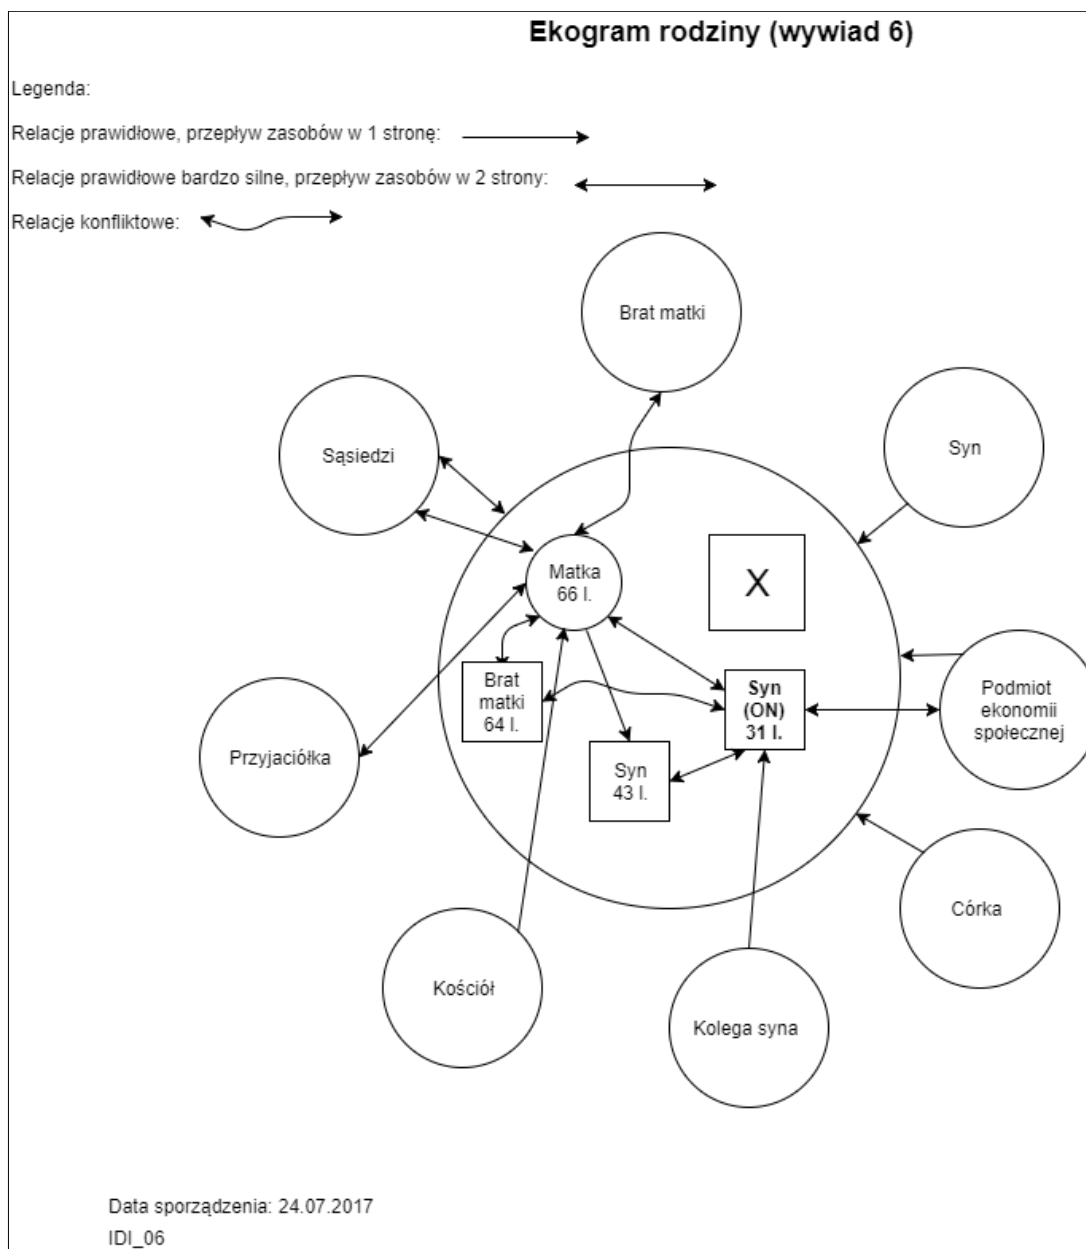 Ekogram rodziny (wywiad 6)
Legenda:
Relacje prawidłowe, przepływ zasobów w 1 stronę:
Relacje prawidłowe bardzo silne, przepływ zasobów w 2 strony:
Relacje konfliktowe:
Brat matki
Sąsiedzi
Syn
Matka
66 l.
X
Brat
matki
64 l.
Syn
(ON)
31 l.
Podmiot
ekonomii
społecznej
Przyjaciółka
Syn
43 l.
Córka
Kościół
Kolega syna
Data sporządzenia: 24.07.2017
IDI_06